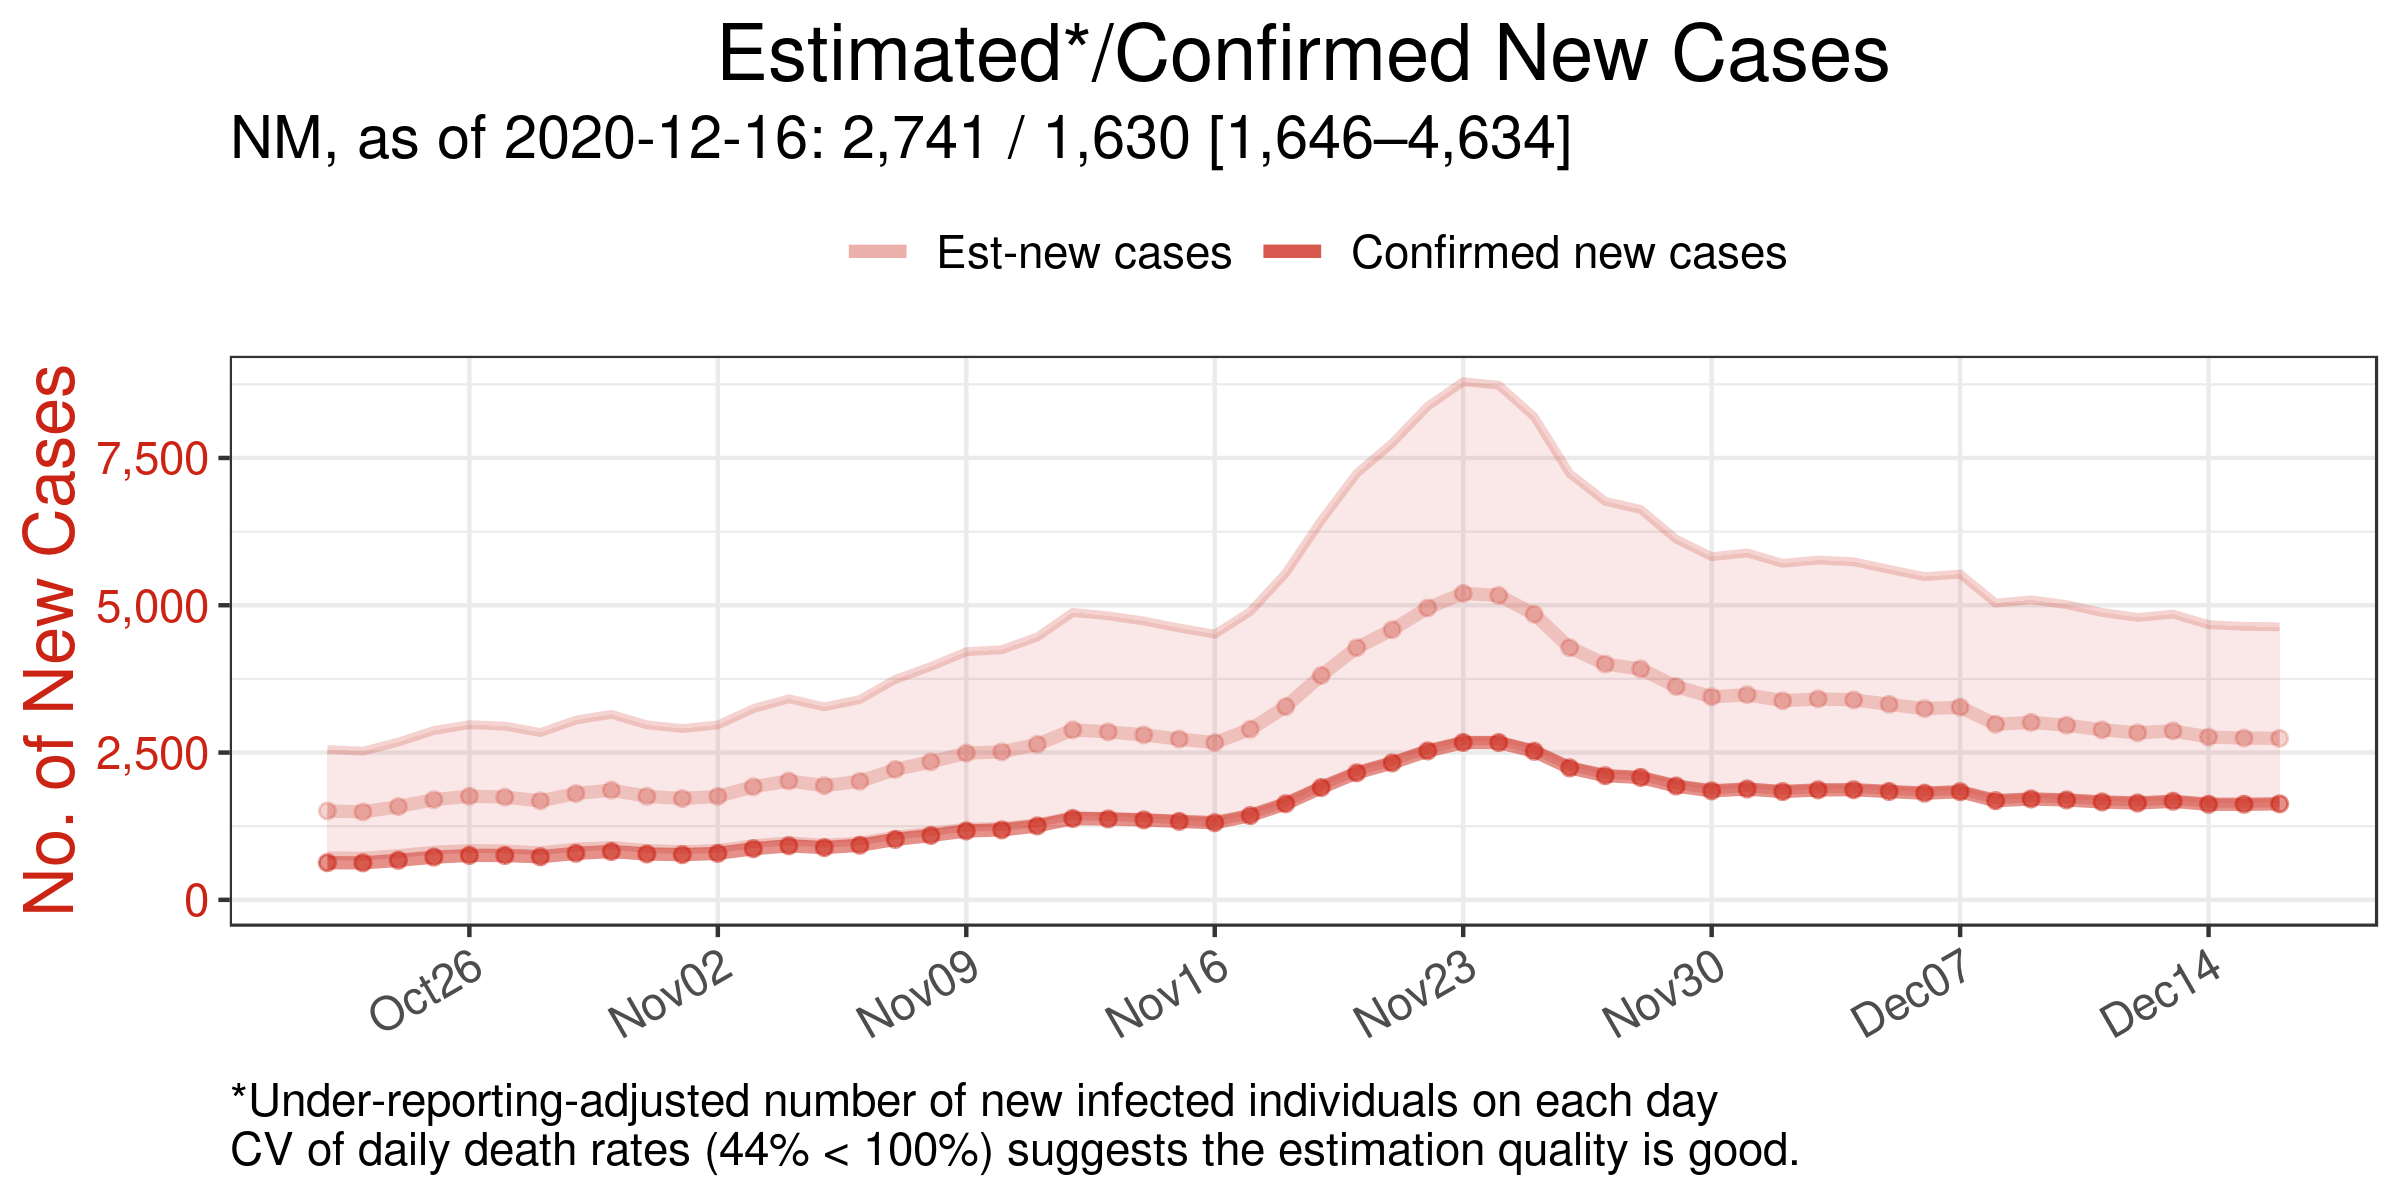 Estimated*/Confirmed New Cases
NM, as of 2020-12-16: 2,741 / 1,630 [1,646–4,634]
Est-new cases Confirmed new cases
No. of New Cases
7,500
5,000
2,500
0
Oct26 Nov02 Nov09 Nov16 Nov23 Nov30 Dec07 Dec14
*Under-reporting-adjusted number of new infected individuals on each day
CV of daily death rates (44% < 100%) suggests the estimation quality is good.